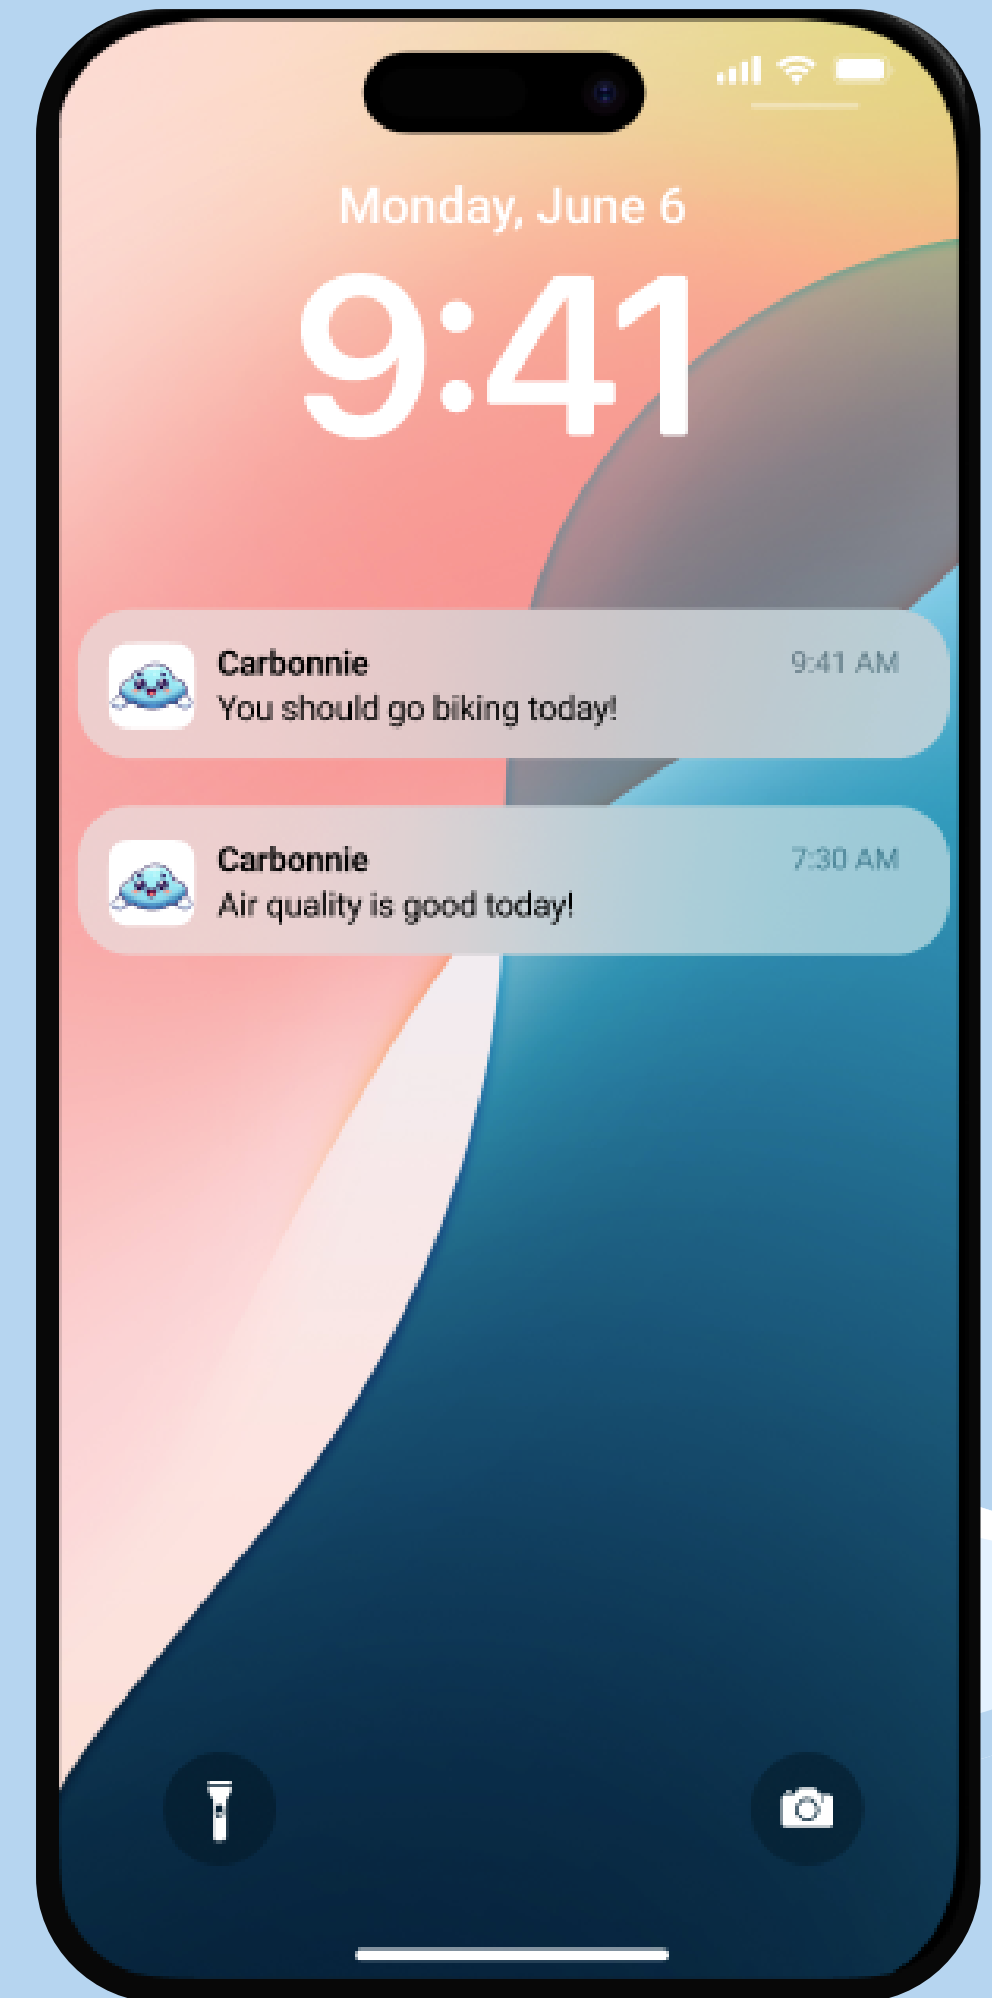 Monday, June 6
9:41
Carbonnie
9:41 AM
You should go biking today!
Carbonnie
7:30 AM
Air quality is good today!